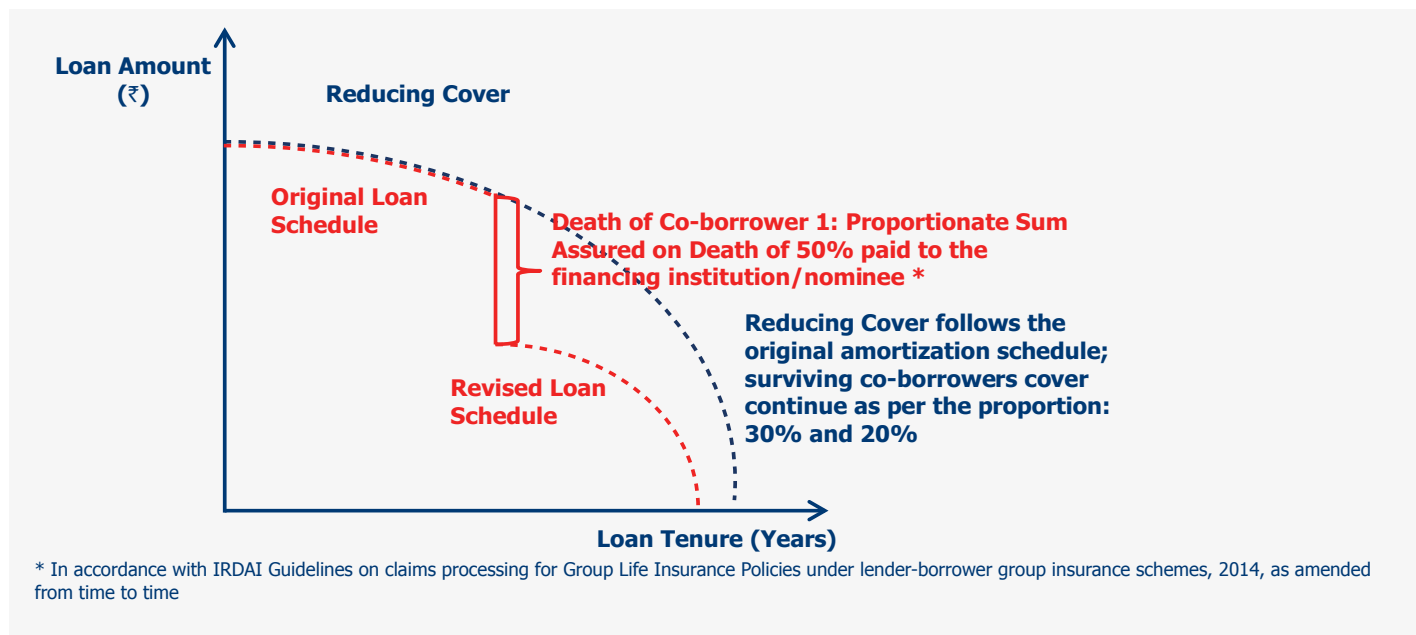 Loan Amount
(₹)
Reducing Cover
Original Loan
Schedule
Death of Co-borrower 1: Proportionate Sum
Assured on Death of 50% paid to the
financing institution/nominee *
Reducing Cover follows the
original amortization schedule;
surviving co-borrowers cover
continue as per the proportion:
30% and 20%
Revised Loan
Schedule
Loan Tenure (Years)
* In accordance with IRDAI Guidelines on claims processing for Group Life Insurance Policies under lender-borrower group insurance schemes, 2014, as amended
from time to time